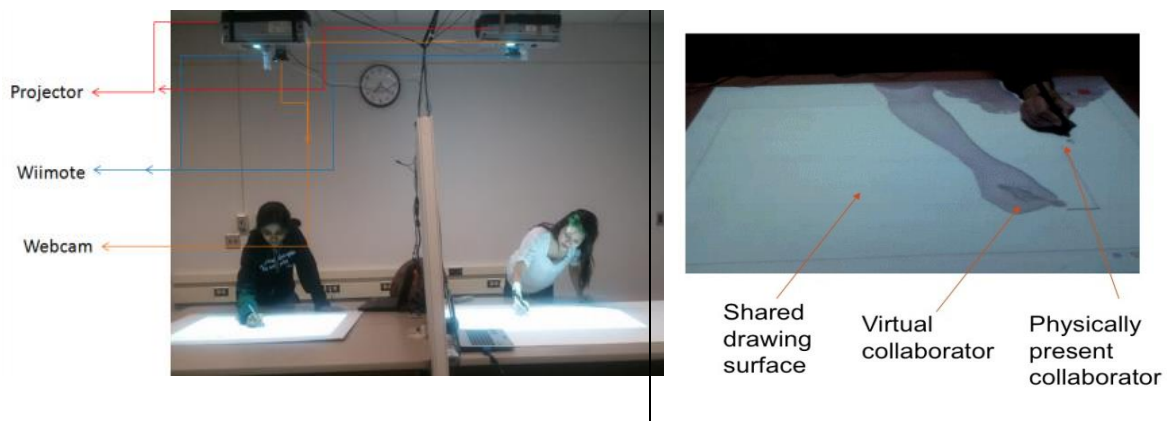 Projector
Wiimote
Webcam
Shared
drawing
surface
Virtual
collaborator
Physically
present
collaborator